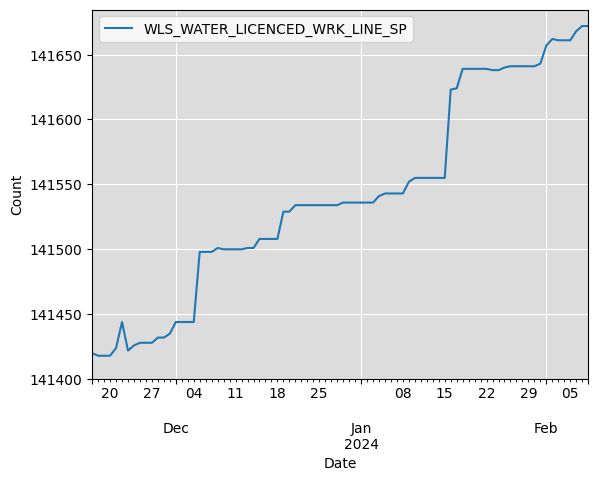 WLS_WATER_LICENCED_WRK_LINE_SP
141650
141600
141550
141500
141450
141400
Count
20 27 04 11 18 25 08 15 22 29 05
Dec Jan Feb
2024
Date